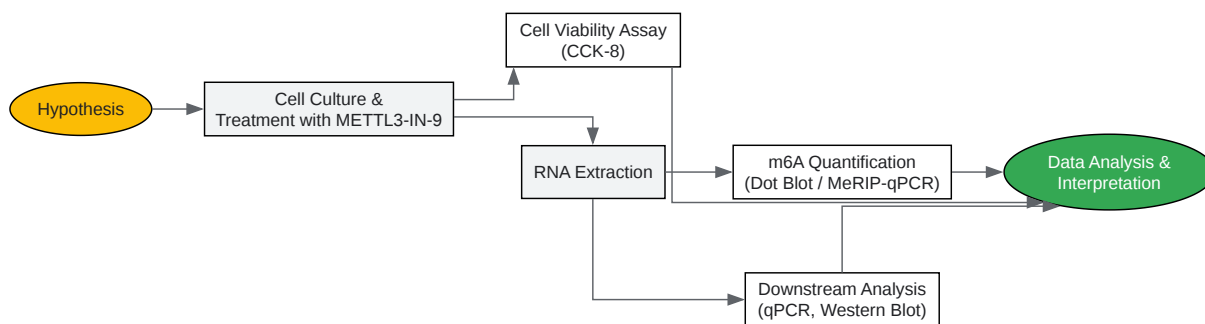 Hypothesis
Cell Culture &
Treatment with METTL3-IN-9
Cell Viability Assay
(CCK-8)
RNA Extraction
m6A Quantification
(Dot Blot / MeRIP-qPCR)
Downstream Analysis
(qPCR, Western Blot)
Data Analysis &
Interpretation